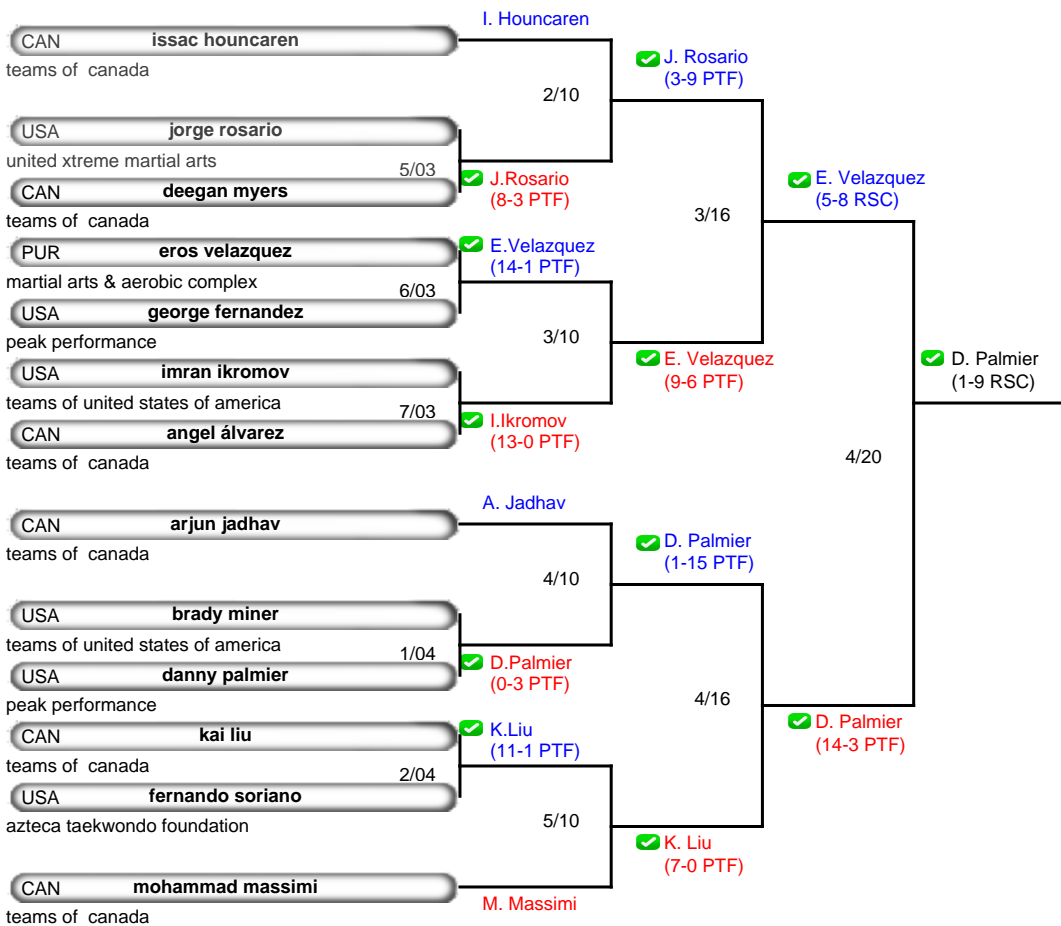 I. Houncaren
CAN issac houncaren
teams of  canada
J. Rosario
(3-9 PTF)
2/10
USA jorge rosario
united xtreme martial arts
5/03
J.Rosario
(8-3 PTF)
CAN deegan myers
teams of  canada
E. Velazquez
(5-8 RSC)
3/16
PUR eros velazquez
E.Velazquez
(14-1 PTF)
martial arts & aerobic complex
6/03
USA george fernandez
peak performance
3/10
E. Velazquez
(9-6 PTF)
D. Palmier
(1-9 RSC)
USA imran ikromov
teams of united states of america
7/03
I.Ikromov
(13-0 PTF)
CAN angel álvarez
teams of  canada
4/20
A. Jadhav
CAN arjun jadhav
teams of  canada
D. Palmier
(1-15 PTF)
4/10
USA brady miner
teams of united states of america
1/04
D.Palmier
(0-3 PTF)
USA danny palmier
peak performance
4/16
D. Palmier
(14-3 PTF)
CAN kai liu
K.Liu
(11-1 PTF)
teams of  canada
2/04
USA fernando soriano
azteca taekwondo foundation
5/10
K. Liu
(7-0 PTF)
CAN mohammad massimi
M. Massimi
teams of  canada